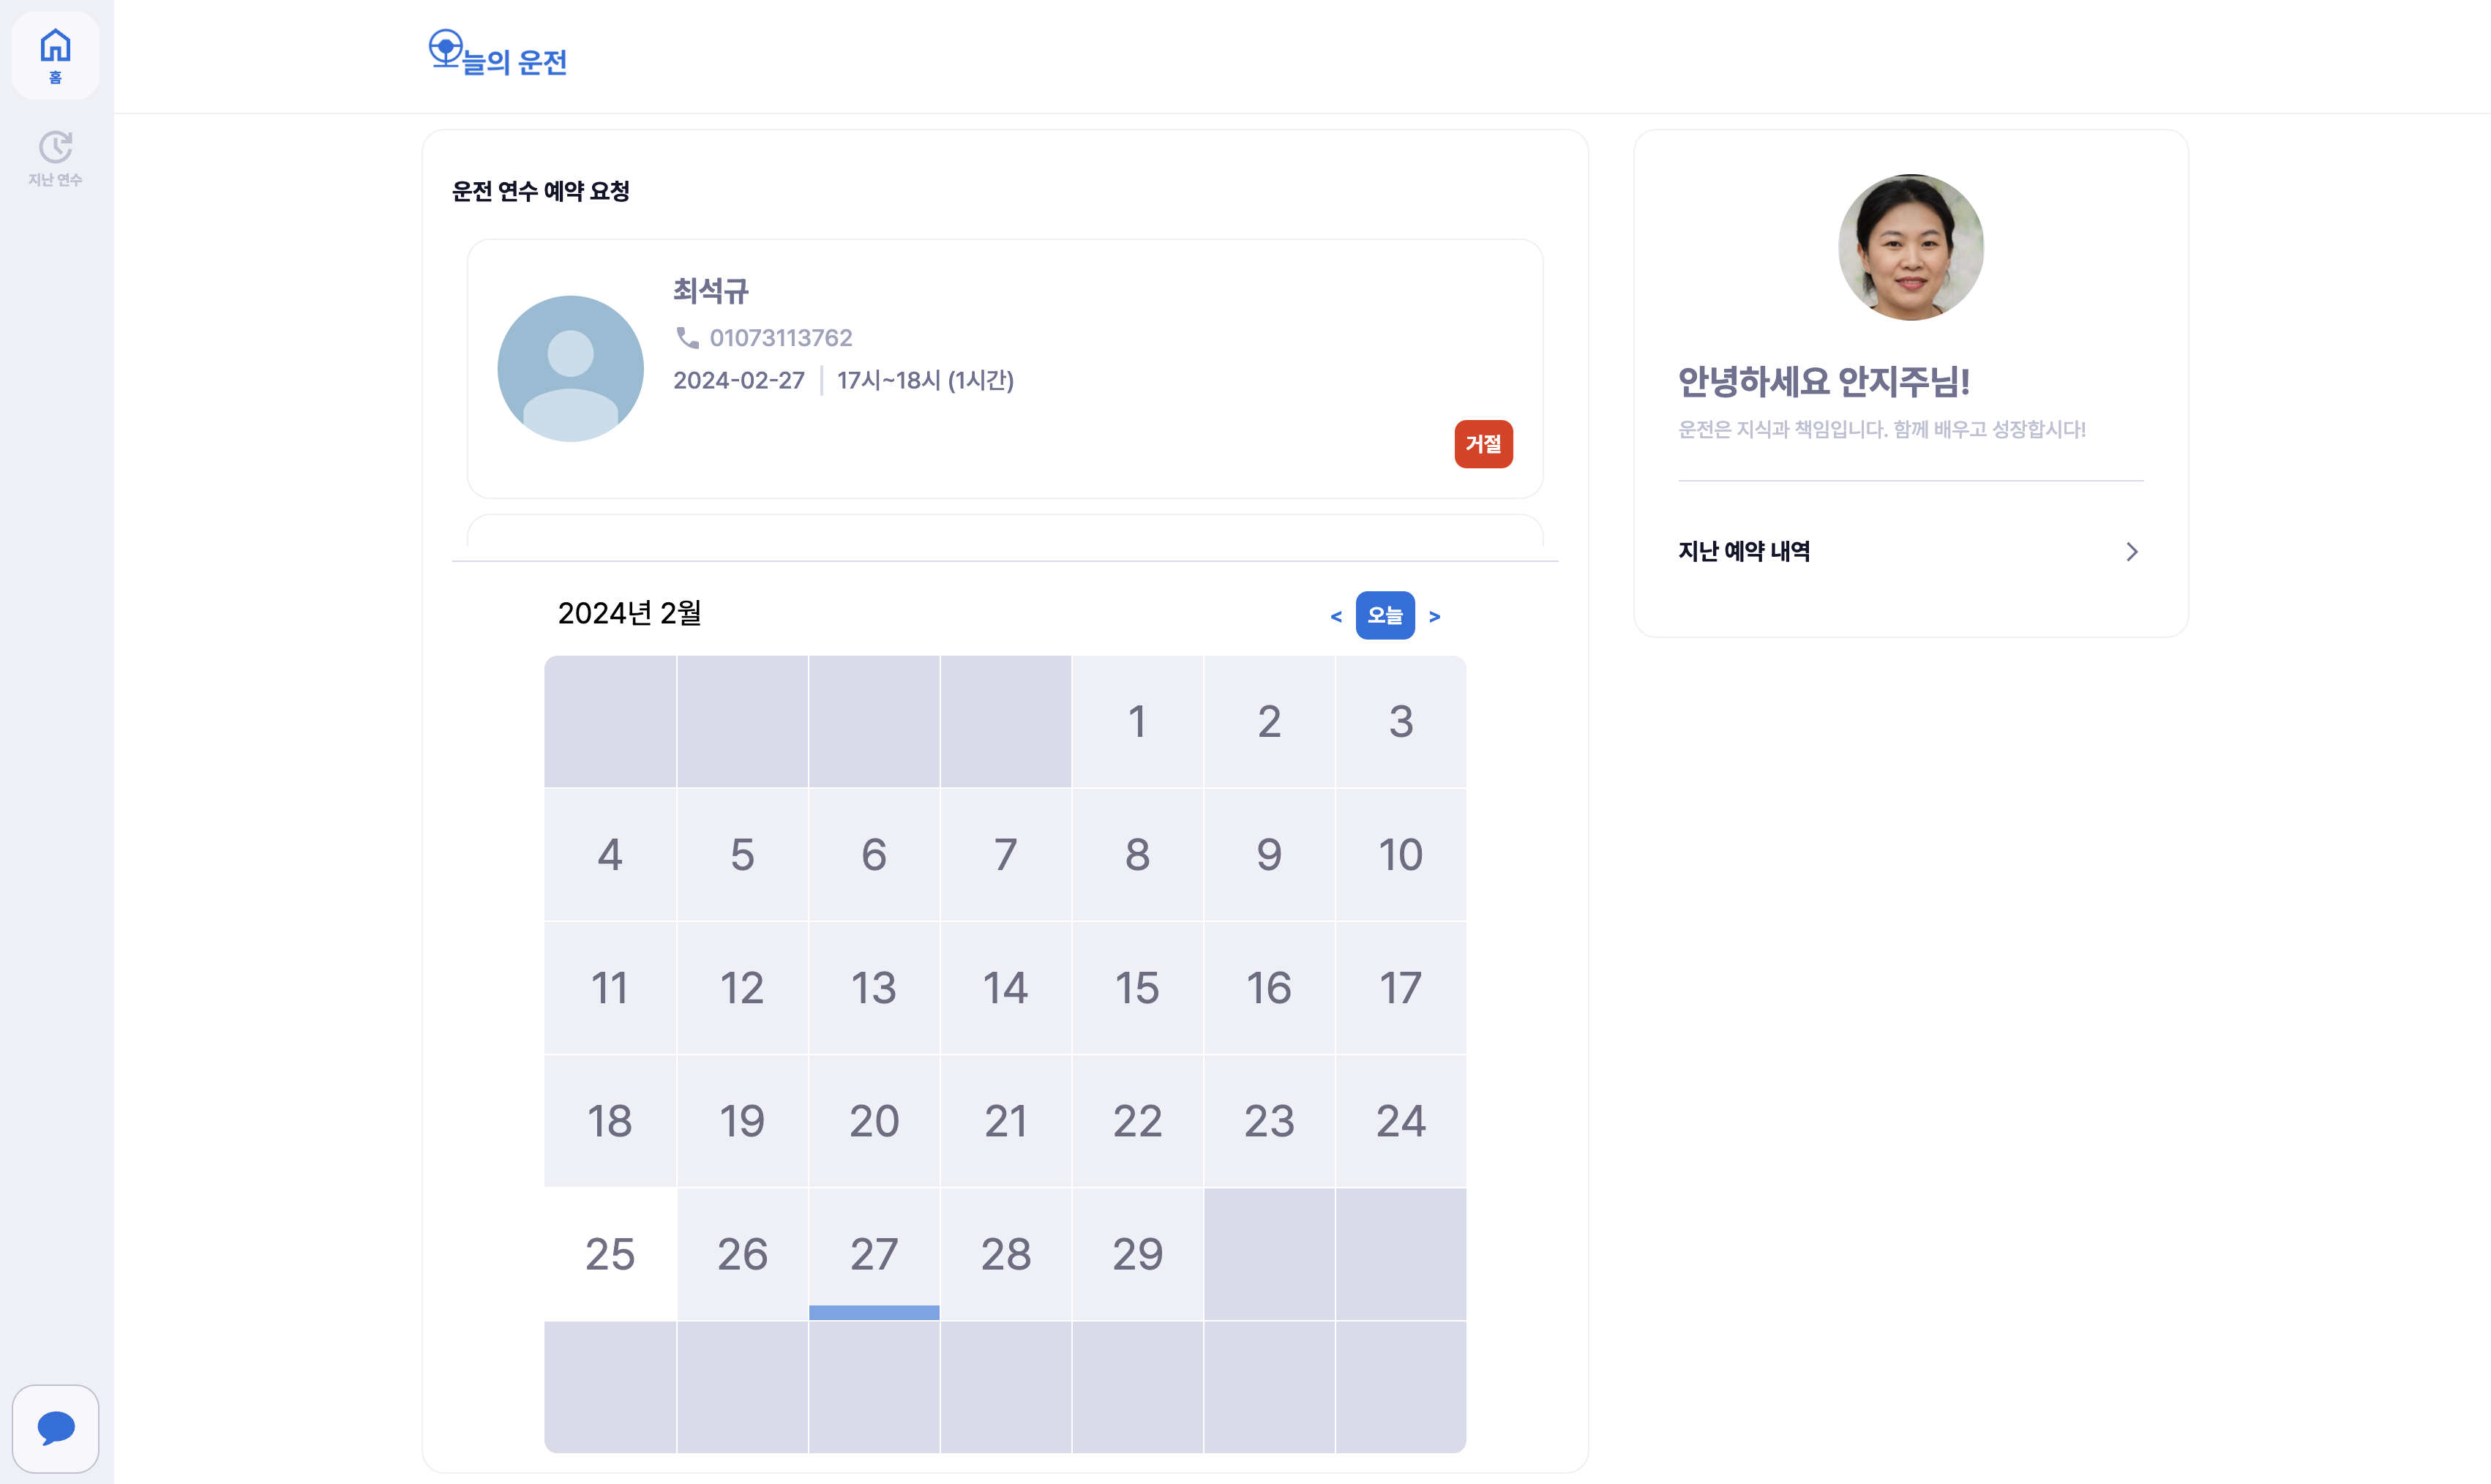 홈
지난 연수
늘의 운전
운전 연수 예약 요청
최석규
01073113762
2024-02-27 | 17시~18시 (1시간)
거절
2024년 2월
< 오늘 >
1 2 3
4 5 6 7 8 9 10
11 12 13 14 15 16 17
18 19 20 21 22 23 24
25 26 27 28 29
안녕하세요 안지주님!
운전은 지식과 책임입니다. 함께 배우고 성장합시다!
지난 예약 내역